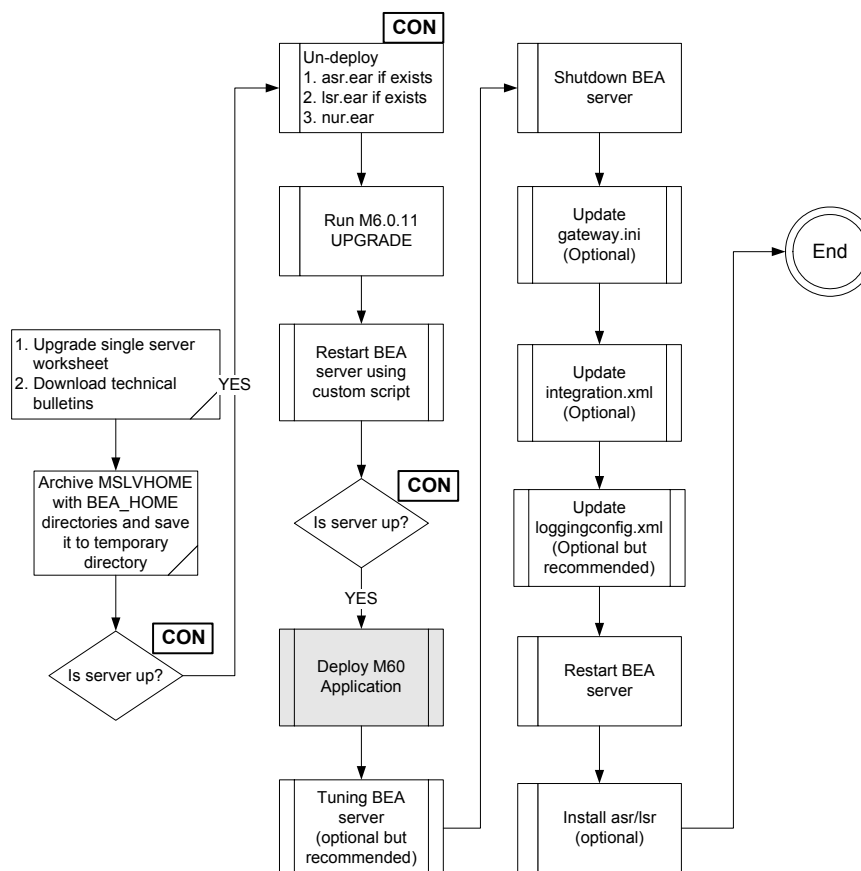 1. Upgrade single server
worksheet
2. Download technical
bulletins
Archive MSLVHOME
with BEA_HOME
directories and save
it to temporary
directory
CON
Is server up?
YES
CON
Un-deploy
1. asr.ear if exists
2. lsr.ear if exists
3. nur.ear
Run M6.0.11
UPGRADE
Restart BEA
server using
custom script
CON
Is server up?
YES
Deploy M60
Application
Tuning BEA
server
(optional but
recommended)
Shutdown BEA
server
Update
gateway.ini
(Optional)
Update
integration.xml
(Optional)
Update
loggingconfig.xml
(Optional but
recommended)
Restart BEA
server
Install asr/lsr
(optional)
End